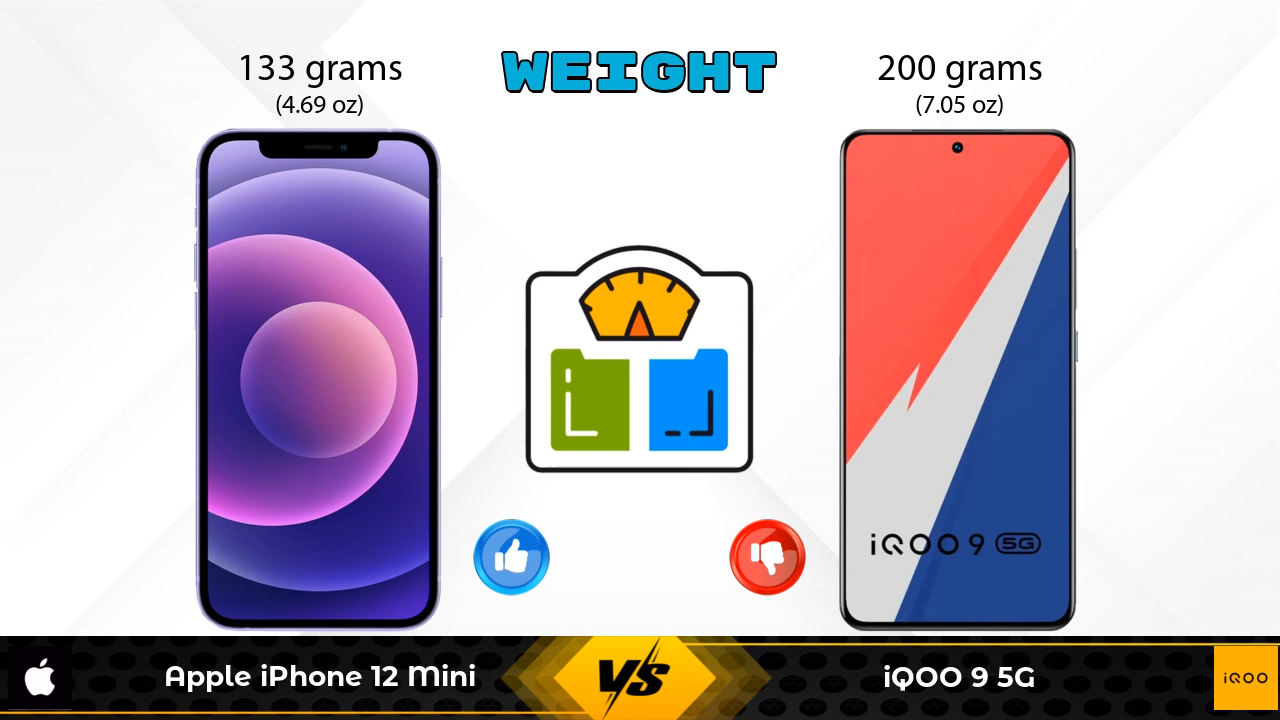 WEIGHT
133 grams
(4.69 oz)
200 grams
(7.05 oz)
iQOO 9 5G
Apple iPhone 12 Mini
VS
iQOO 9 5G
iQOO